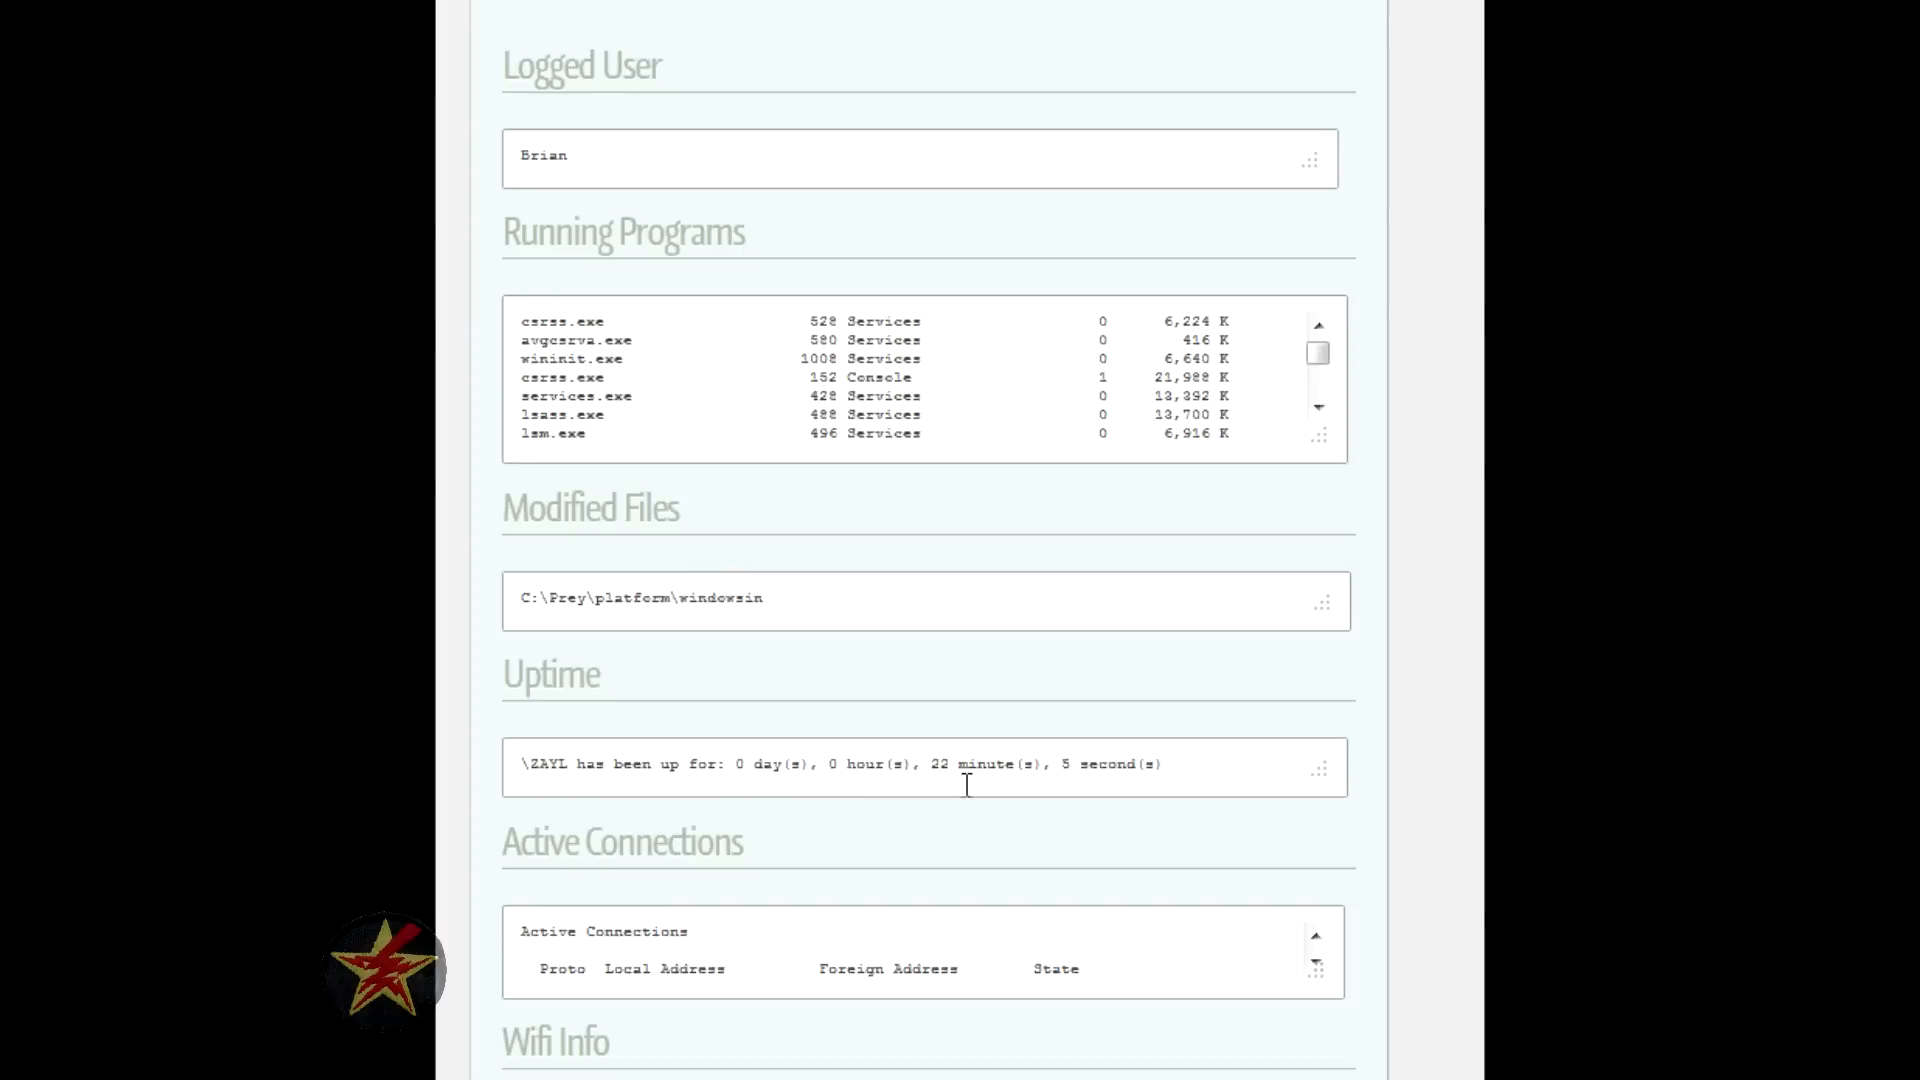 Logged User
Brian
Running Programs
csrss.exe 528 Services 0 6,224 K
avgcsrva.exe 580 Services 0 416 K
wininit.exe 1008 Services 0 6,640 K
csrss.exe 152 Console 1 21,988 K
services.exe 428 Services 0 13,392 K
lsass.exe 488 Services 0 13,700 K
lsm.exe 496 Services 0 6,916 K
Modified Files
C:\Prey\platform\windowsin
Uptime
\ZAYL has been up for: 0 day(s), 0 hour(s), 22 minute(s), 5 second(s)
Active Connections
Active Connections
Proto Local Address Foreign Address State
Wifi Info